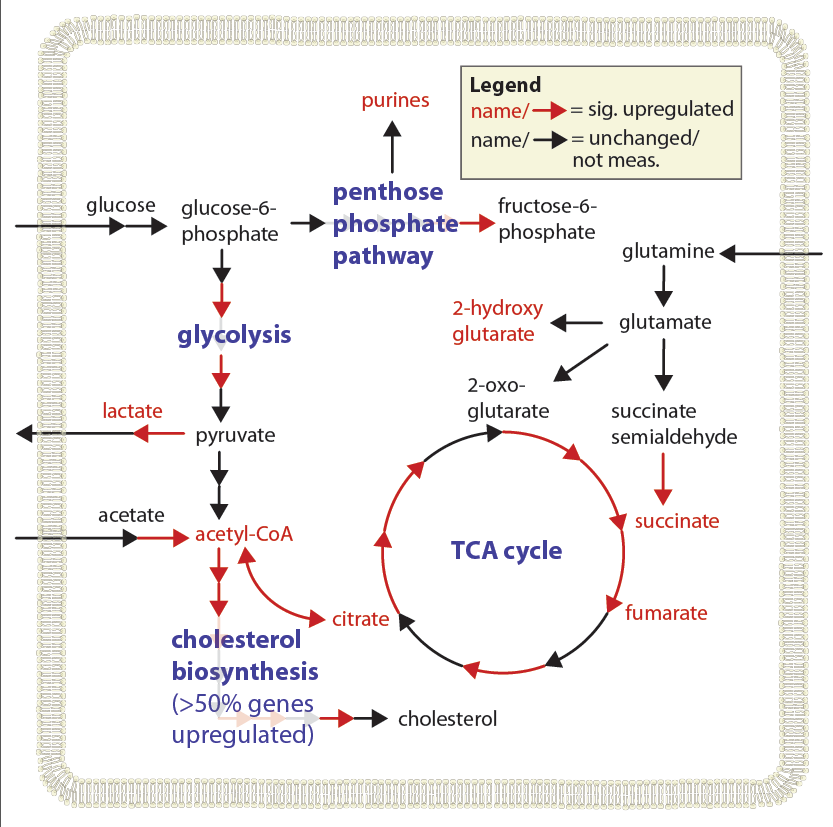 Legend
name/ = sig. upregulated
name/ = unchanged/
not meas.
purines
glucose
glucose-6-
phosphate
penthose
phosphate
pathway
fructose-6-
phosphate
glutamine
glutamate
2-hydroxy
glutarate
2-oxo-
glutarate
succinate
semialdehyde
glycolysis
lactate
pyruvate
acetate
acetyl-CoA
TCA cycle
succinate
fumarate
citrate
cholesterol
biosynthesis
(>50% genes
upregulated)
cholesterol